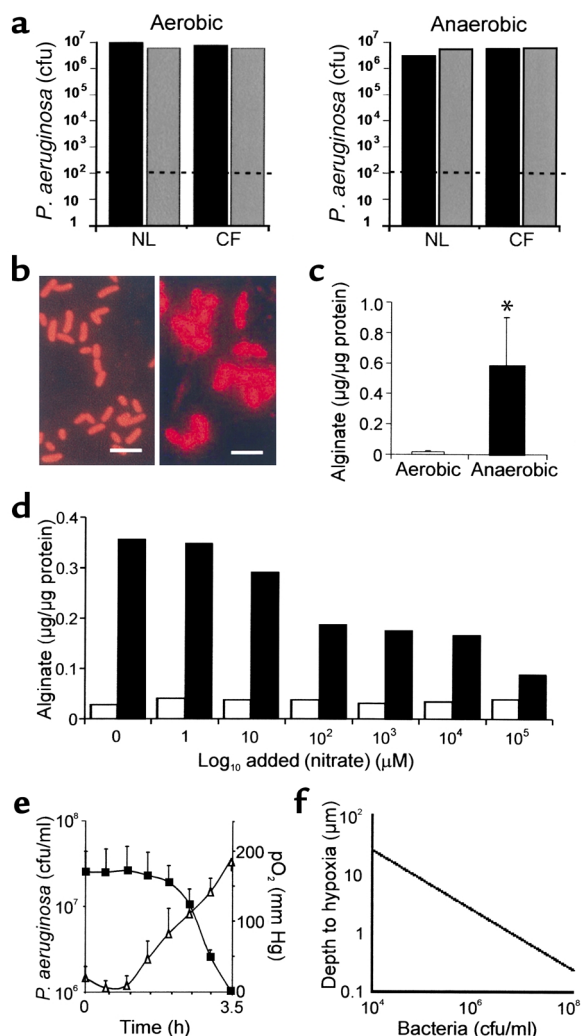 a
Aerobic
Anaerobic
P. aeruginosa (cfu)
10⁷
10⁶
10⁵
10⁴
10³
10²
10
1
NL
CF
P. aeruginosa (cfu)
10⁷
10⁶
10⁵
10⁴
10³
10²
10
1
NL
CF
b
c
Alginate (μg/μg protein)
1.0
0.8
0.6
0.4
0.2
0
*
Aerobic
Anaerobic
d
Alginate (μg/μg protein)
0.4
0.3
0.2
0.1
0
0
1
10
10²
10³
10⁴
10⁵
Log₁₀ added (nitrate) (μM)
e
P. aeruginosa (cfu/ml)
10⁸
10⁷
10⁶
200
100
0
pO₂ (mm Hg)
0
3.5
Time (h)
f
Depth to hypoxia (μm)
100
10
1
0.1
10⁴
10⁶
10⁸
Bacteria (cfu/ml)